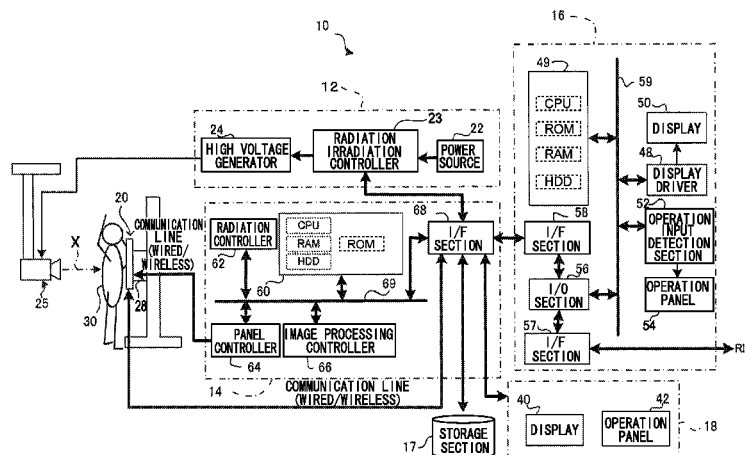 10
16
12
49
59
CPU
ROM
RAM
HDD
50
DISPLAY
48
DISPLAY
DRIVER
52
OPERATION
INPUT
DETECTION
SECTION
OPERATION
PANEL
54
24
HIGH VOLTAGE
GENERATOR
23
RADIATION
IRRADIATION
CONTROLLER
22
POWER
SOURCE
20
COMMUNICATION
LINE
(WIRED/
WIRELESS)
X
25
30
28
RADIATION
CONTROLLER
62
CPU
RAM
HDD
ROM
60
69
68
I/F
SECTION
58
I/F
SECTION
56
I/O
SECTION
57
I/F
SECTION
RI
PANEL
CONTROLLER
64
IMAGE PROCESSING
CONTROLLER
66
14
COMMUNICATION LINE
(WIRED/WIRELESS)
17
STORAGE
SECTION
40
DISPLAY
42
OPERATION
PANEL
18